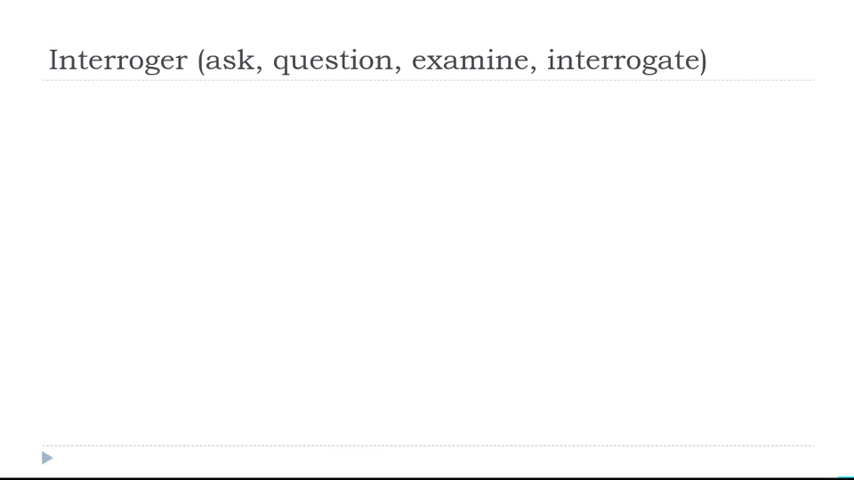 Interroger (ask, question, examine, interrogate)